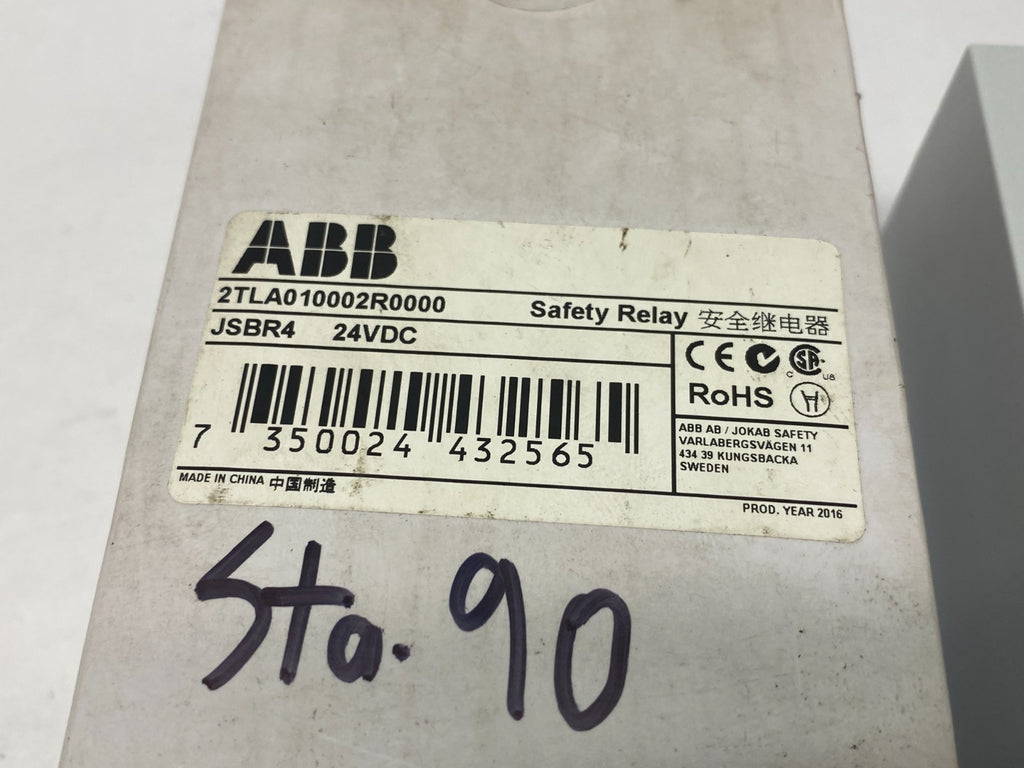 ABB
2TLA010002R0000 Safety Relay 安全继电器
JSBR4 24VDC
CE C SA C US
RoHS
7 350024 432565
ABB AB / JOKAB SAFETY
VARLABERGSVÄGEN 11
434 39 KUNGSBACKA
SWEDEN
MADE IN CHINA 中国制造
PROD. YEAR 2016
Sta. 90